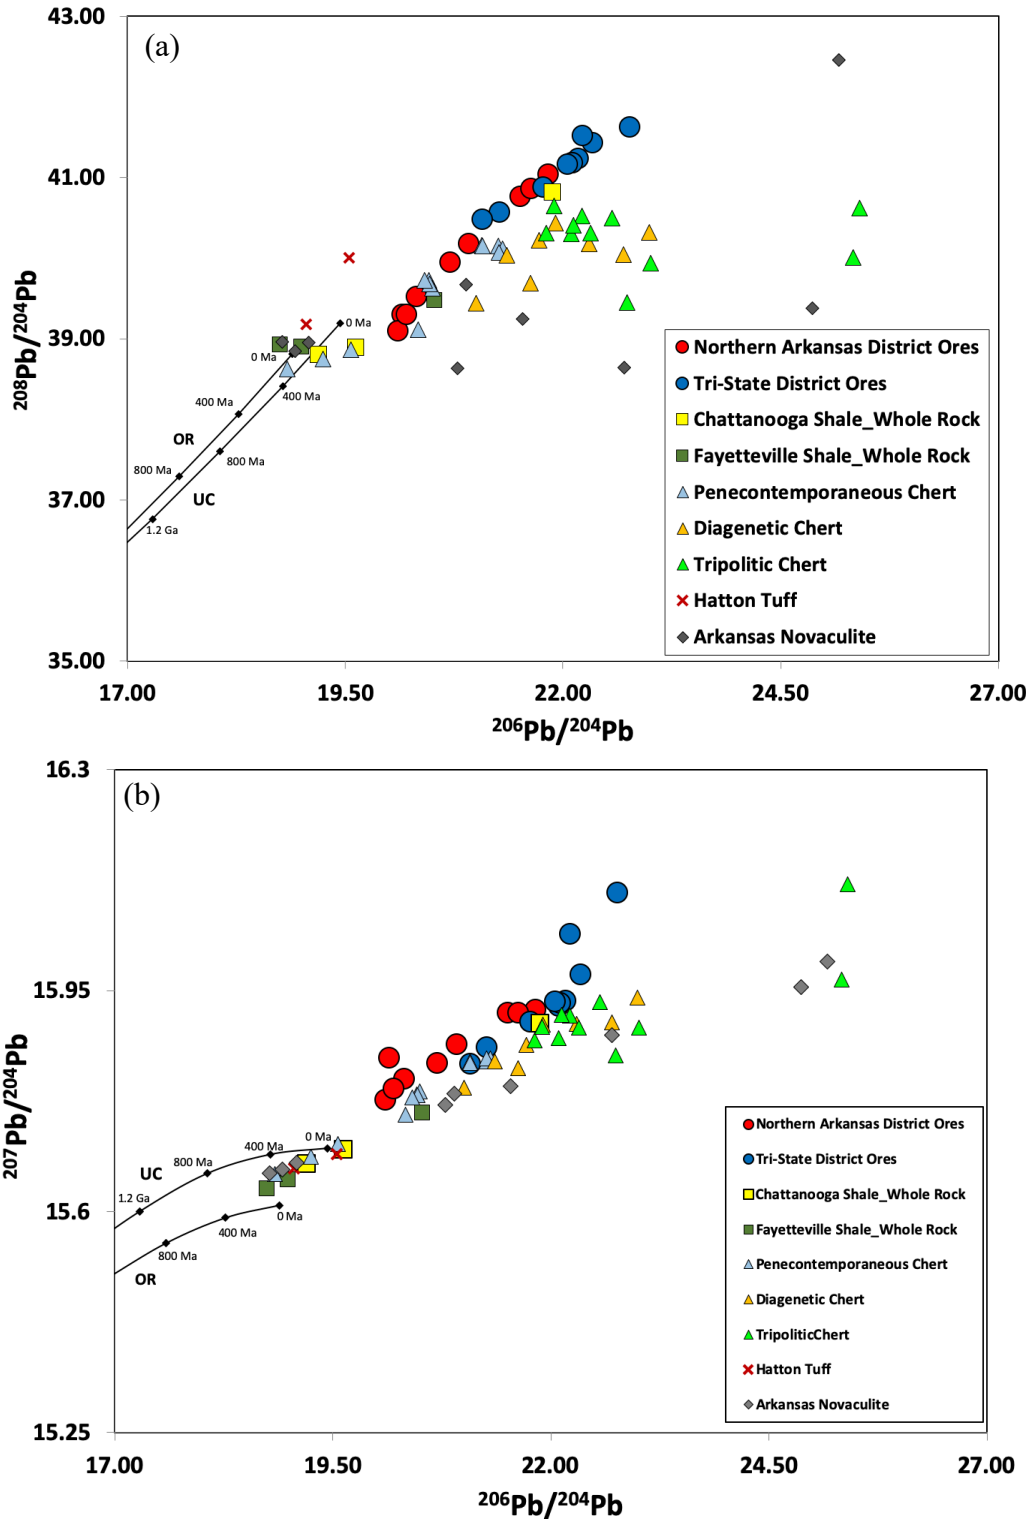 43.00
(a)
41.00
39.00
37.00
35.00
²⁰⁸Pb/²⁰⁴Pb
0 Ma
0 Ma
400 Ma
400 Ma
OR
800 Ma
800 Ma
UC
1.2 Ga
Northern Arkansas District Ores
Tri-State District Ores
Chattanooga Shale_Whole Rock
Fayetteville Shale_Whole Rock
Penecontemporaneous Chert
Diagenetic Chert
Tripolitic Chert
Hatton Tuff
Arkansas Novaculite
17.00 19.50 22.00 24.50 27.00
²⁰⁶Pb/²⁰⁴Pb
16.3
(b)
15.95
15.6
15.25
²⁰⁷Pb/²⁰⁴Pb
0 Ma
400 Ma
UC
800 Ma
1.2 Ga
0 Ma
400 Ma
800 Ma
OR
Northern Arkansas District Ores
Tri-State District Ores
Chattanooga Shale_Whole Rock
Fayetteville Shale_Whole Rock
Penecontemporaneous Chert
Diagenetic Chert
TripoliticChert
Hatton Tuff
Arkansas Novaculite
17.00 19.50 22.00 24.50 27.00
²⁰⁶Pb/²⁰⁴Pb